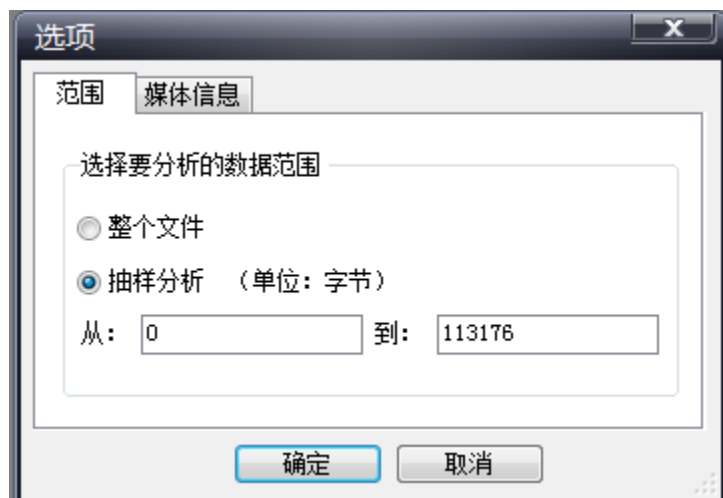 选项
范围 媒体信息
选择要分析的数据范围
整个文件
抽样分析 （单位：字节）
从： 0 到： 113176
确定 取消